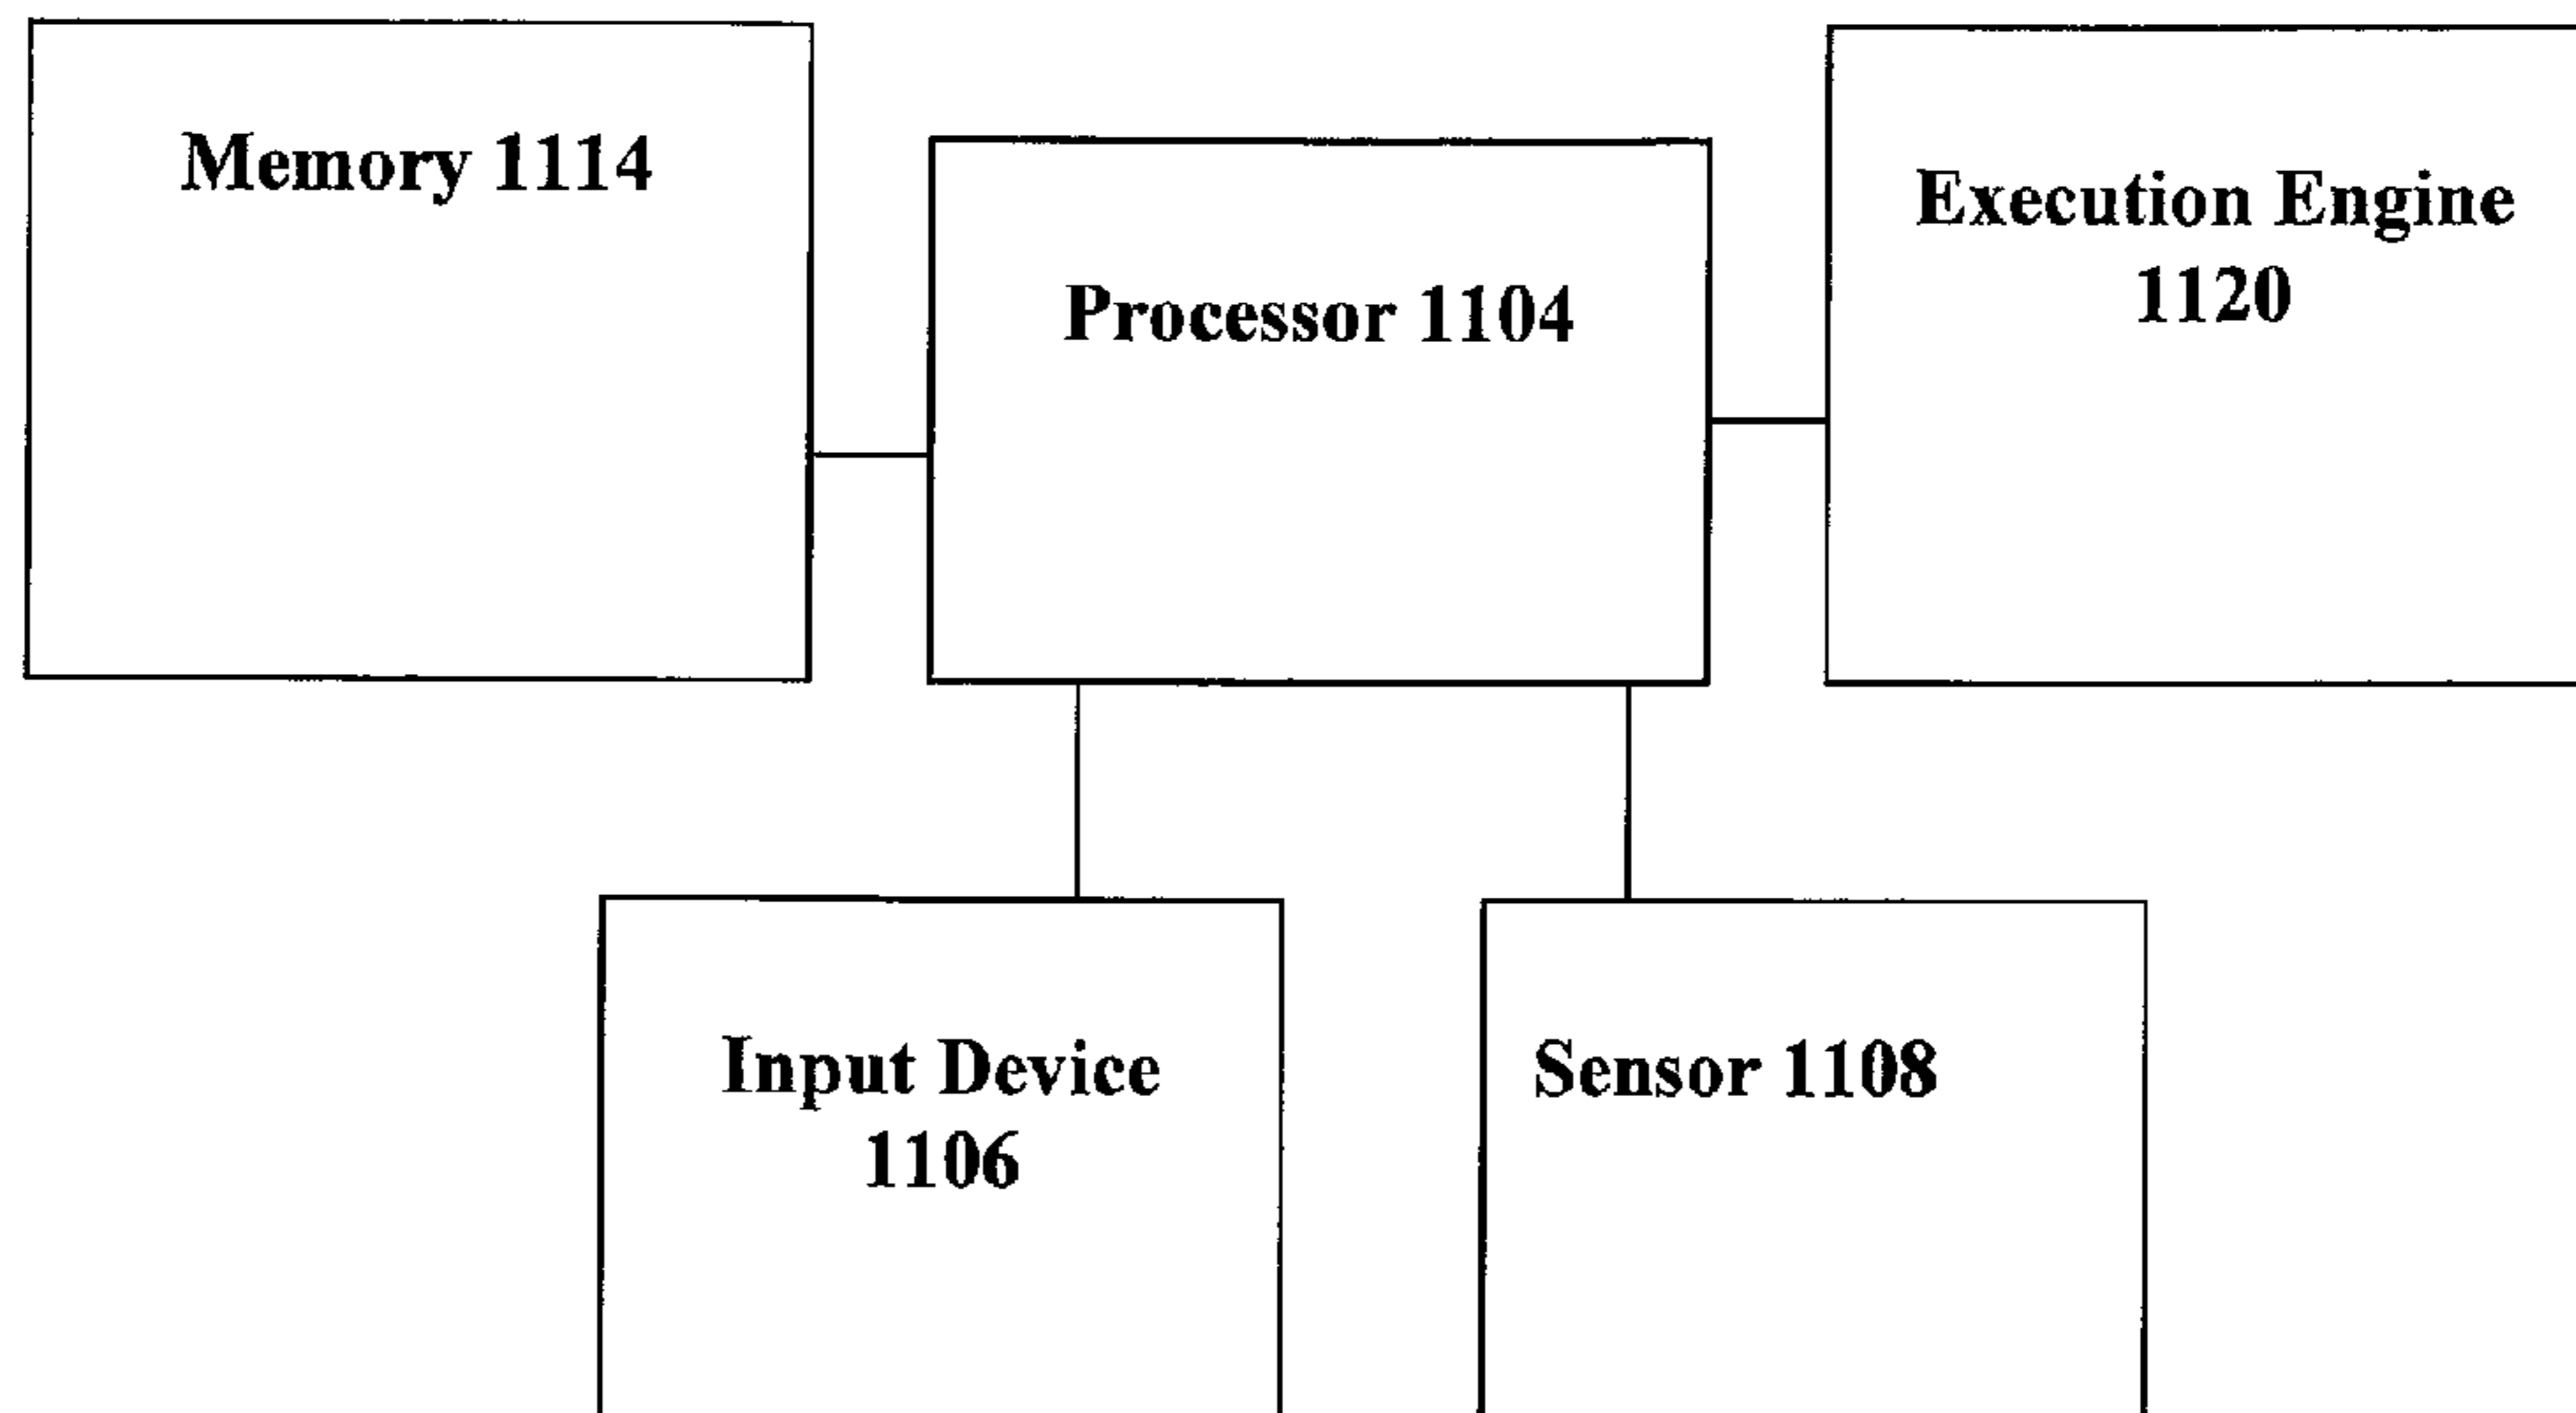 Memory 1114
Processor 1104
Execution Engine
1120
Input Device
1106
Sensor 1108